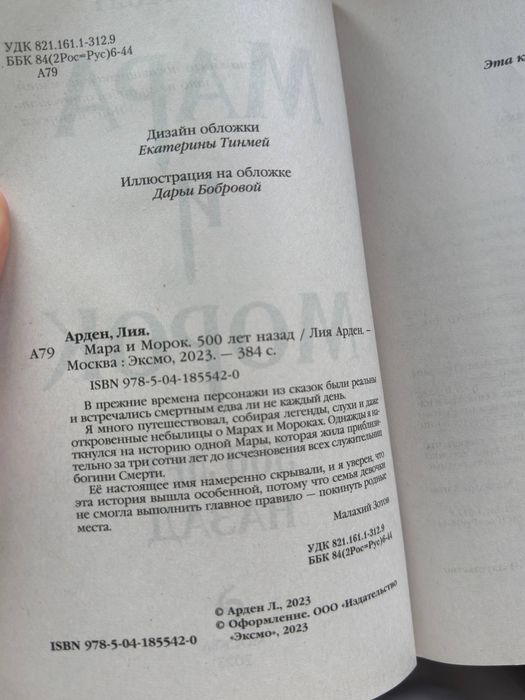 УДК 821.161.1-312.9
ББК 84(2Рос=Рус)6-44
А79
Дизайн обложки
Екатерины Тинмей
Иллюстрация на обложке
Дарьи Бобровой
Арден, Лия.
А79 Мара и Морок. 500 лет назад / Лия Арден. –
Москва : Эксмо, 2023. — 384 с.
ISBN 978-5-04-185542-0
В прежние времена персонажи из сказок были реальны
и встречались смертным едва ли не каждый день.
Я много путешествовал, собирая легенды, слухи и даже
откровенные небылицы о Марах и Мороках. Однажды я на-
ткнулся на историю одной Мары, которая жила приблизи-
тельно за три сотни лет до исчезновения всех служительниц
богини Смерти.
Её настоящее имя намеренно скрывали, и я уверен, что
эта история вышла особенной, потому что семья девочки
не смогла выполнить главное правило — покинуть родные
места.
Малахий Зотов
УДК 821.161.1-312.9
ББК 84(2Рос=Рус)6-44
© Арден Л., 2023
© Оформление. ООО «Издательство
«Эксмо», 2023
ISBN 978-5-04-185542-0
Эта к
МАРА
И
МОРОК
НАЗАД